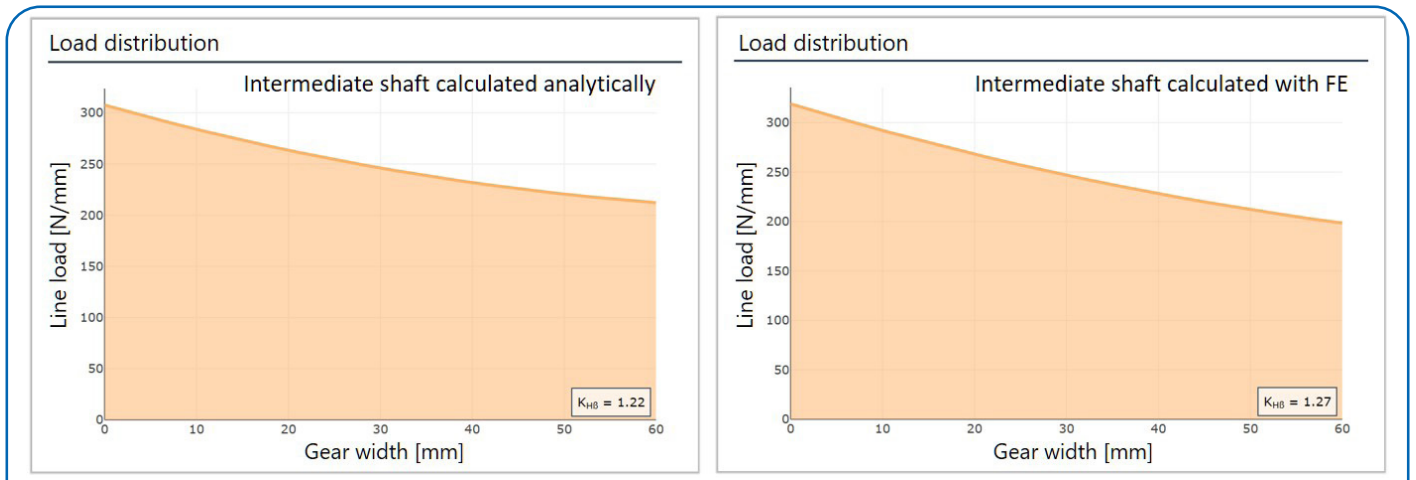 Load distribution
Intermediate shaft calculated analytically
Line load [N/mm]
300
250
200
150
100
50
0
0 10 20 30 40 50 60
Gear width [mm]
KHβ = 1.22
Load distribution
Intermediate shaft calculated with FE
Line load [N/mm]
300
250
200
150
100
50
0
0 10 20 30 40 50 60
Gear width [mm]
KHβ = 1.27